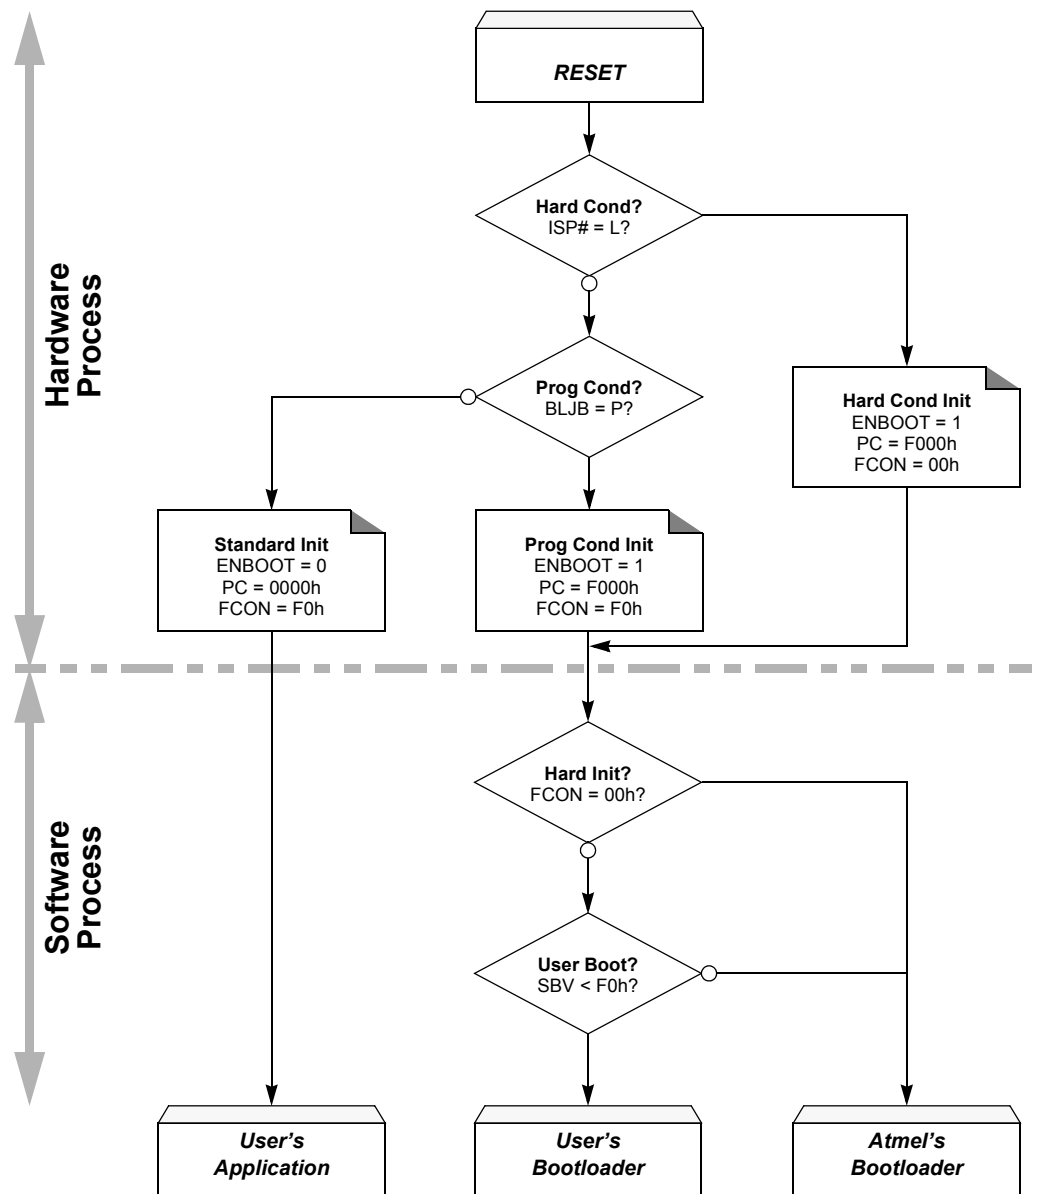 RESET
Hard Cond?
ISP# = L?
Hardware
Process
Prog Cond?
BLJB = P?
Hard Cond Init
ENBOOT = 1
PC = F000h
FCON = 00h
Standard Init
ENBOOT = 0
PC = 0000h
FCON = F0h
Prog Cond Init
ENBOOT = 1
PC = F000h
FCON = F0h
Software
Process
Hard Init?
FCON = 00h?
User Boot?
SBV < F0h?
User’s
Application
User’s
Bootloader
Atmel’s
Bootloader